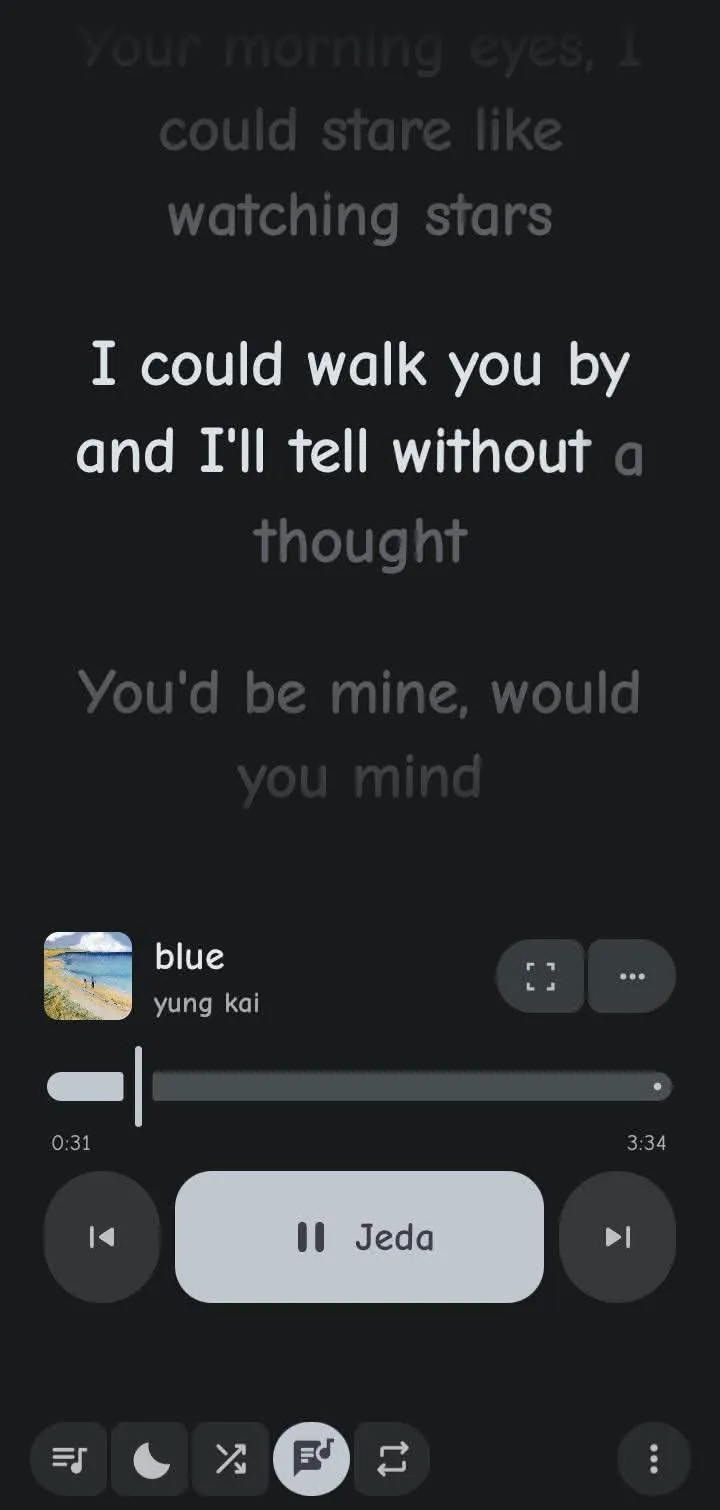 Your morning eyes, I
could stare like
watching stars
I could walk you by
and I'll tell without a
thought
You'd be mine, would
you mind
blue
yung kai
0:31
3:34
Jeda